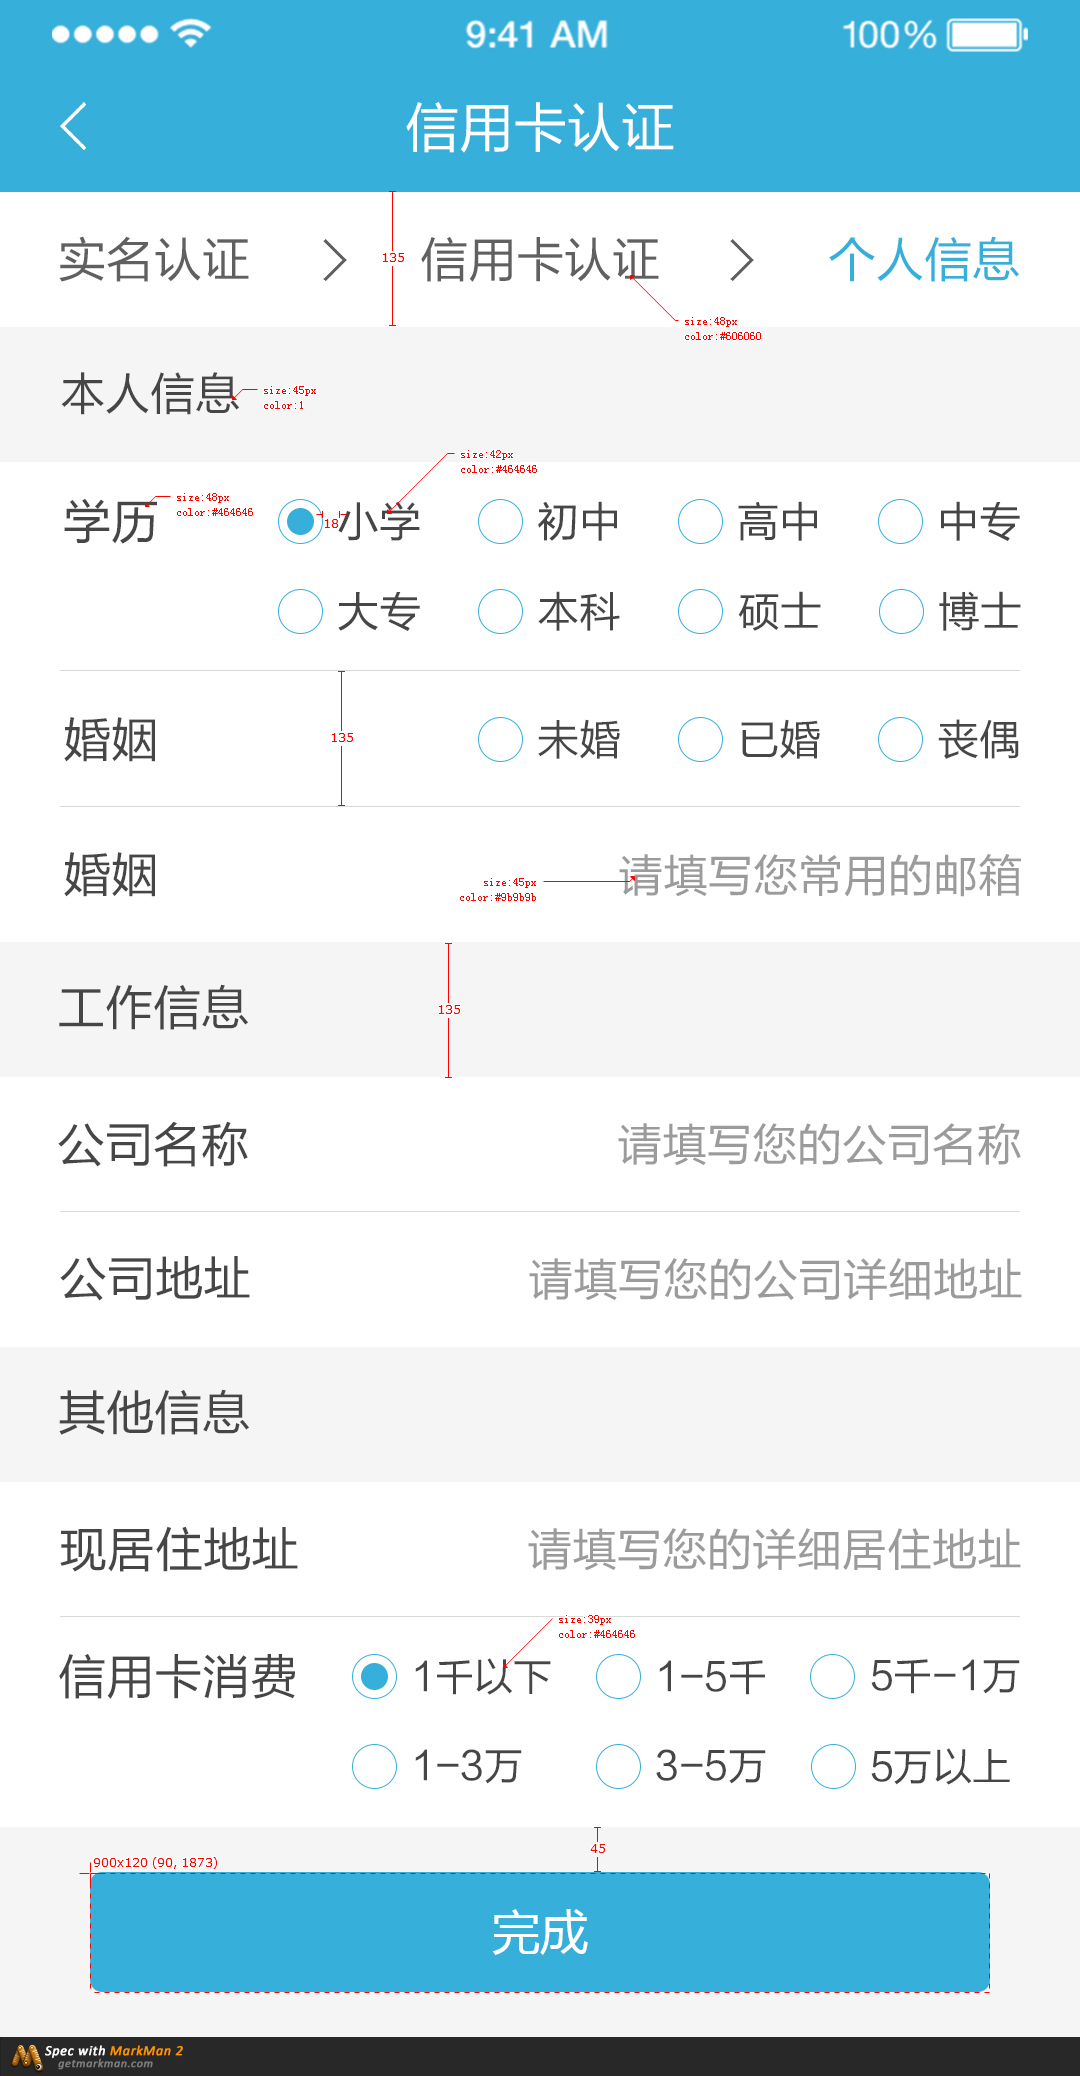 9:41 AM 100%
信用卡认证
实名认证 > 135 信用卡认证 > 个人信息
size:48px
color:#606060
本人信息
size:45px
color:1
size:42px
color:#464646
学历
size:48px
color:#464646
18
小学 初中 高中 中专
大专 本科 硕士 博士
婚姻 135 未婚 已婚 丧偶
婚姻 请填写您常用的邮箱
size:45px
color:#9b9b9b
工作信息 135
公司名称 请填写您的公司名称
公司地址 请填写您的公司详细地址
其他信息
现居住地址 请填写您的详细居住地址
size:39px
color:#464646
信用卡消费 1千以下 1-5千 5千-1万
1-3万 3-5万 5万以上
45
900x120 (90, 1873)
完成
Spec with MarkMan 2
getmarkman.com